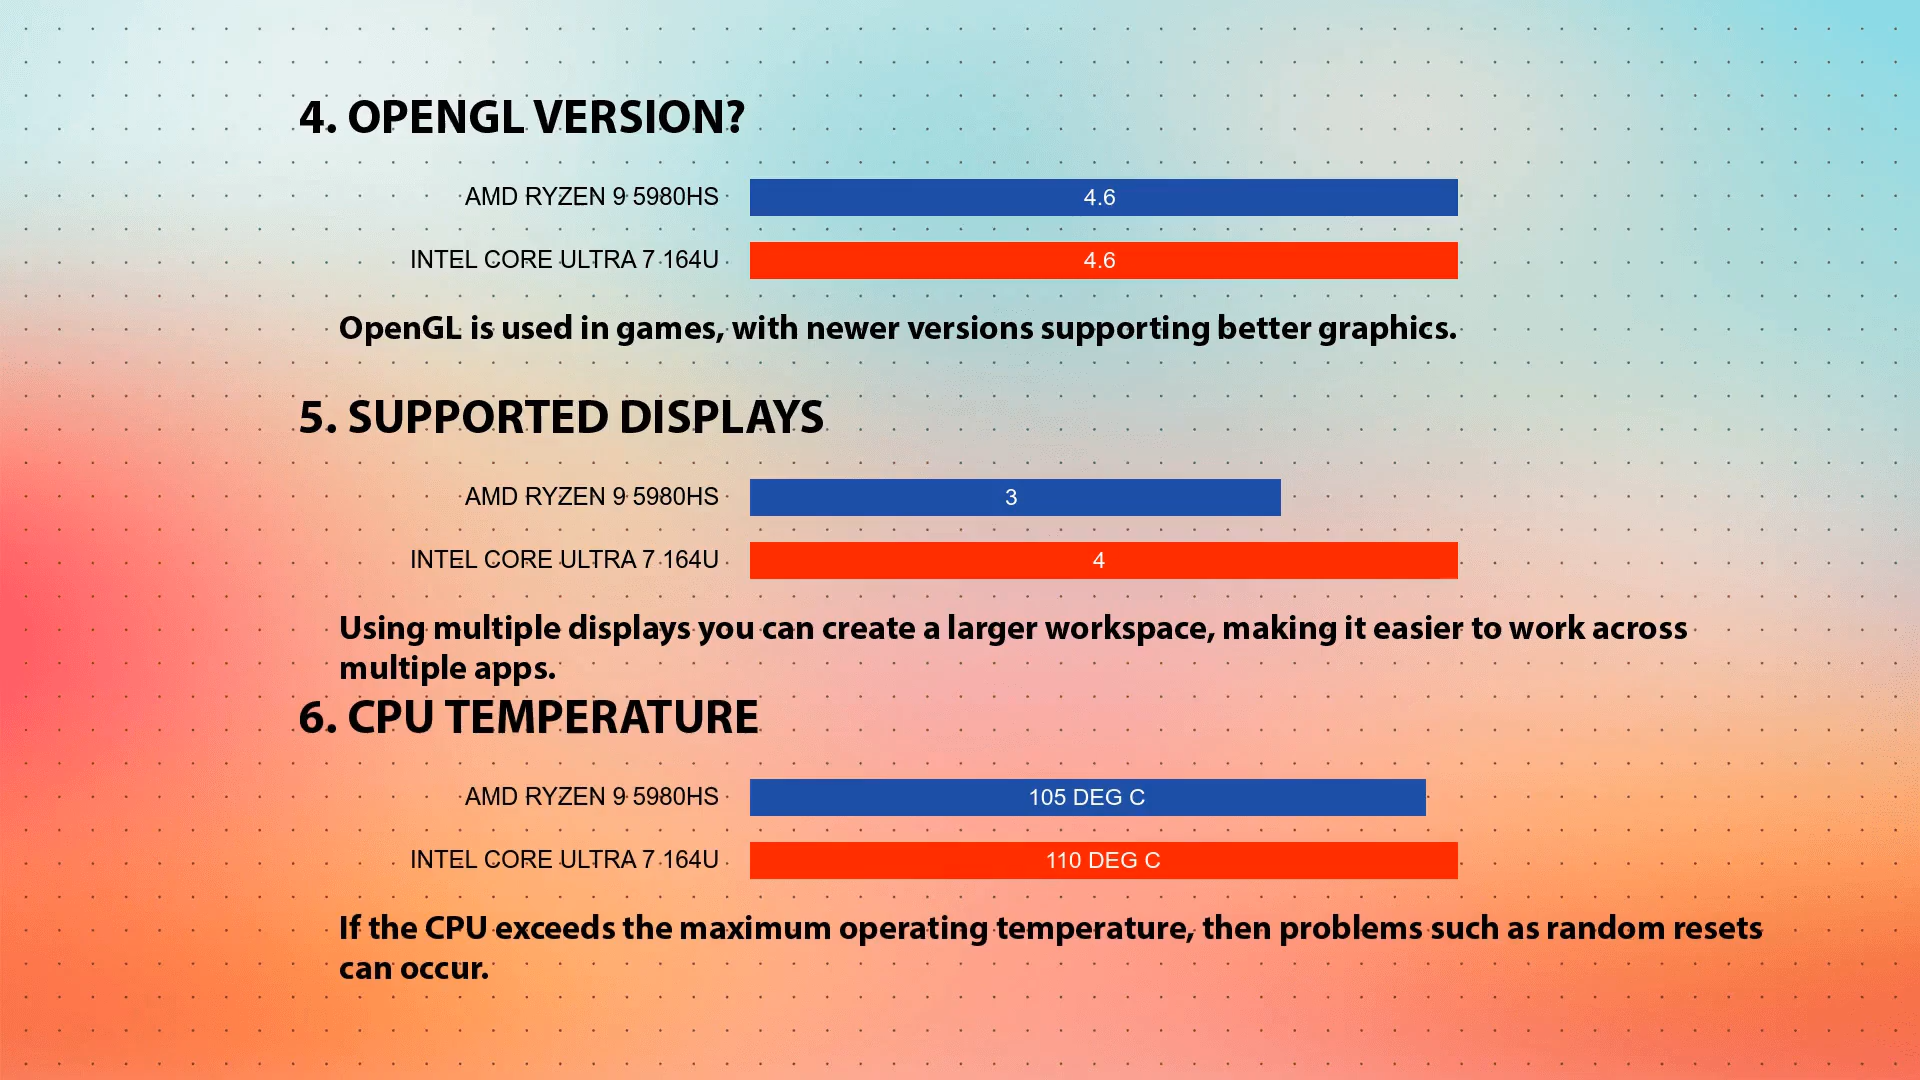 4. OPENGL VERSION?
AMD RYZEN 9 5980HS
4.6
INTEL CORE ULTRA 7 164U
4.6
OpenGL is used in games, with newer versions supporting better graphics.
5. SUPPORTED DISPLAYS
AMD RYZEN 9 5980HS
3
INTEL CORE ULTRA 7 164U
4
Using multiple displays you can create a larger workspace, making it easier to work across
multiple apps.
6. CPU TEMPERATURE
AMD RYZEN 9 5980HS
105 DEG C
INTEL CORE ULTRA 7 164U
110 DEG C
If the CPU exceeds the maximum operating temperature, then problems such as random resets
can occur.